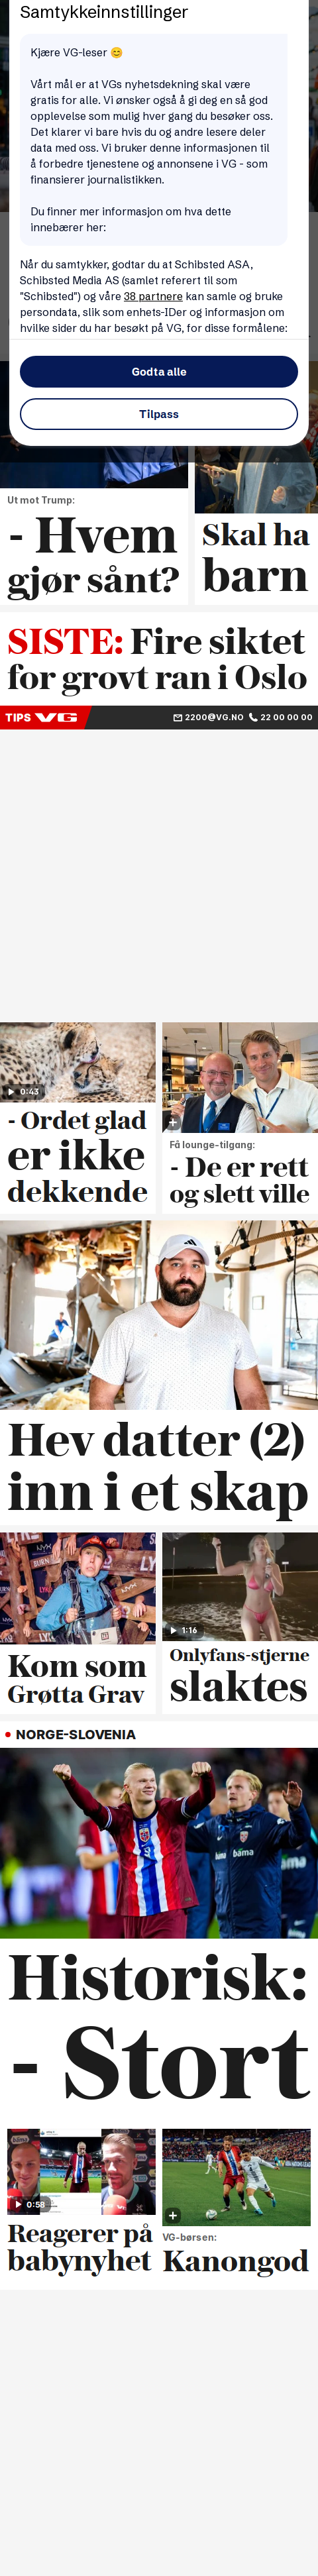 Samtykkeinnstillinger
Kjære VG-leser 😊
Vårt mål er at VGs nyhetsdekning skal være
gratis for alle. Vi ønsker også å gi deg en så god
opplevelse som mulig hver gang du besøker oss.
Det klarer vi bare hvis du og andre lesere deler
data med oss. Vi bruker denne informasjonen til
å forbedre tjenestene og annonsene i VG - som
finansierer journalistikken.
Du finner mer informasjon om hva dette
innebærer her:
Når du samtykker, godtar du at Schibsted ASA,
Schibsted Media AS (samlet referert til som
"Schibsted") og våre 38 partnere kan samle og bruke
persondata, slik som enhets-IDer og informasjon om
hvilke sider du har besøkt på VG, for disse formålene:
Godta alle
Tilpass
Ut mot Trump:
- Hvem
gjør sånt?
Skal ha
barn
SISTE: Fire siktet
for grovt ran i Oslo
TIPS VG 2200@VG.NO 22 00 00 00
0:43
- Ordet glad
er ikke
dekkende
Få lounge-tilgang:
- De er rett
og slett ville
Hev datter (2)
inn i et skap
Kom som
Grøtta Grav
1:16
Onlyfans-stjerne
slaktes
NORGE-SLOVENIA
Historisk:
- Stort
0:58
Reagerer på
babynyhet
VG-børsen:
Kanongod